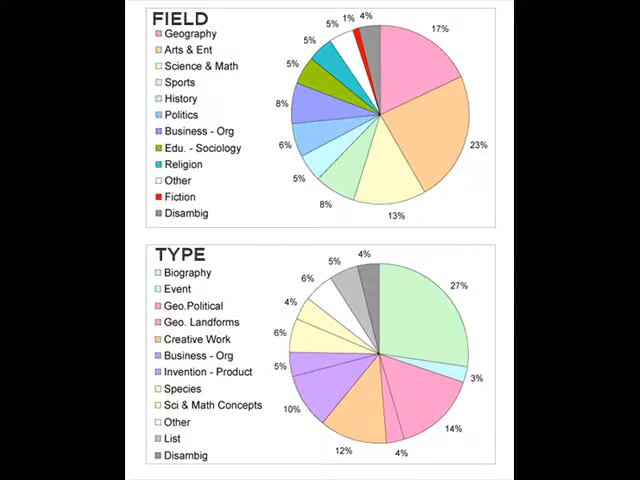 FIELD
Geography
Arts & Ent
Science & Math
Sports
History
Politics
Business - Org
Edu. - Sociology
Religion
Other
Fiction
Disambig
5% 1% 4%
17%
5%
5%
8%
23%
6%
5%
8%
13%
TYPE
Biography
Event
Geo.Political
Geo. Landforms
Creative Work
Business - Org
Invention - Product
Species
Sci & Math Concepts
Other
List
Disambig
4%
5%
6%
27%
4%
6%
5%
3%
10%
14%
12%
4%